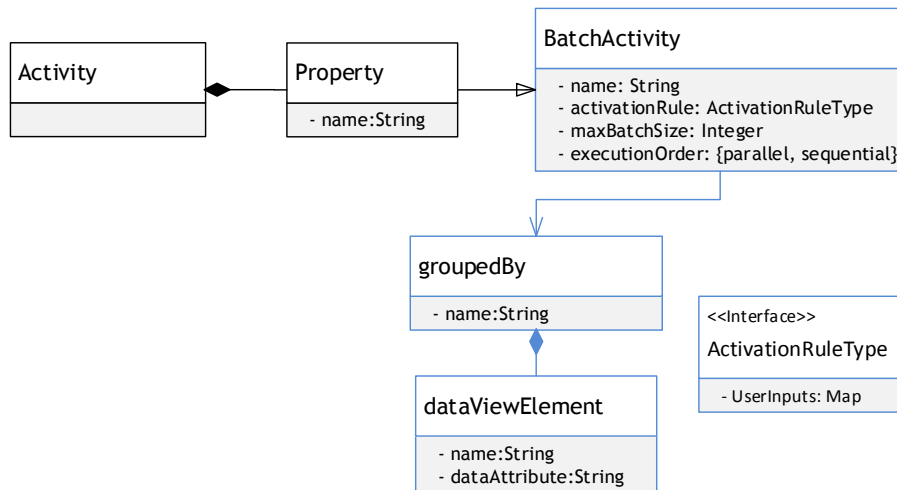 Activity
Property
- name:String
BatchActivity
- name: String
- activationRule: ActivationRuleType
- maxBatchSize: Integer
- executionOrder: {parallel, sequential}
groupedBy
- name:String
<<Interface>>
ActivationRuleType
- UserInputs: Map
dataViewElement
- name:String
- dataAttribute:String